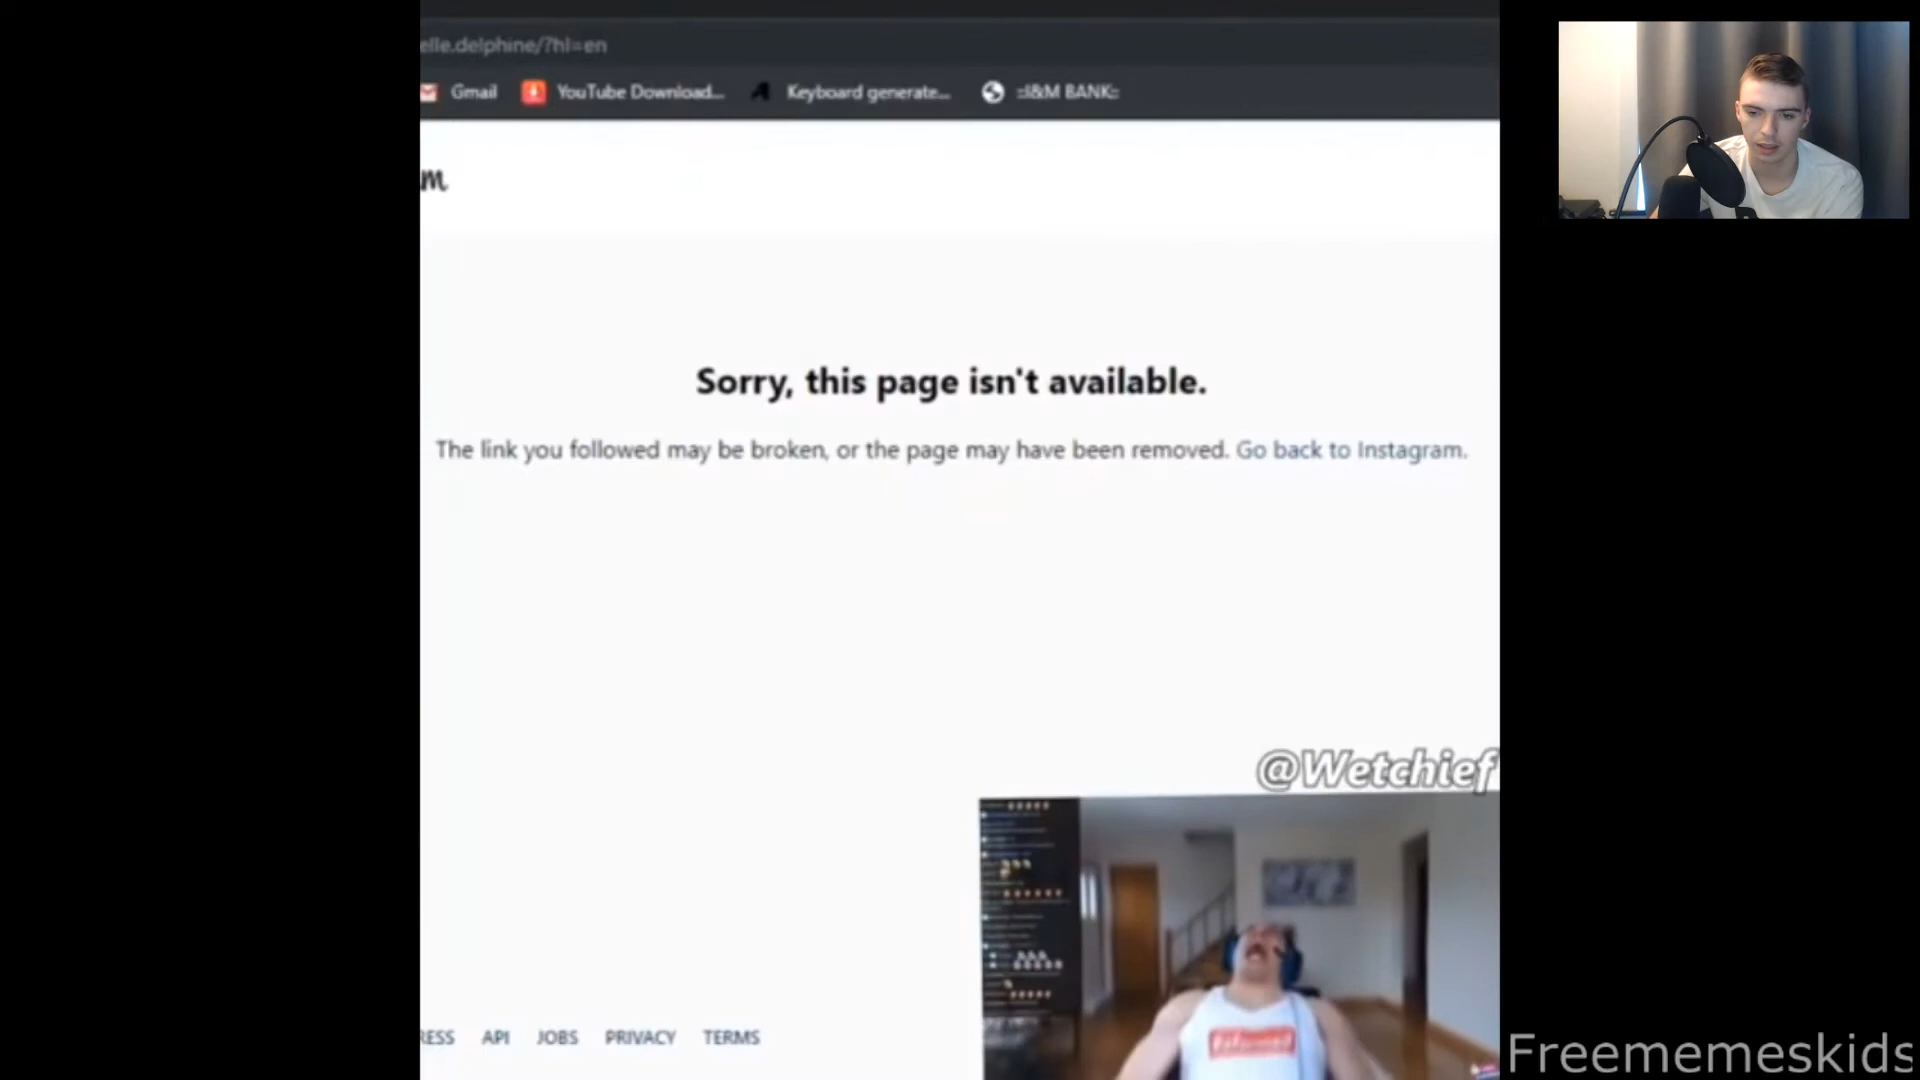 elle.delphine/?hl=en
Gmail YouTube Download... Keyboard generate... ::I&M BANK::
m
Sorry, this page isn't available.
The link you followed may be broken, or the page may have been removed. Go back to Instagram.
@Wetchief
RESS API JOBS PRIVACY TERMS
Freememeskids